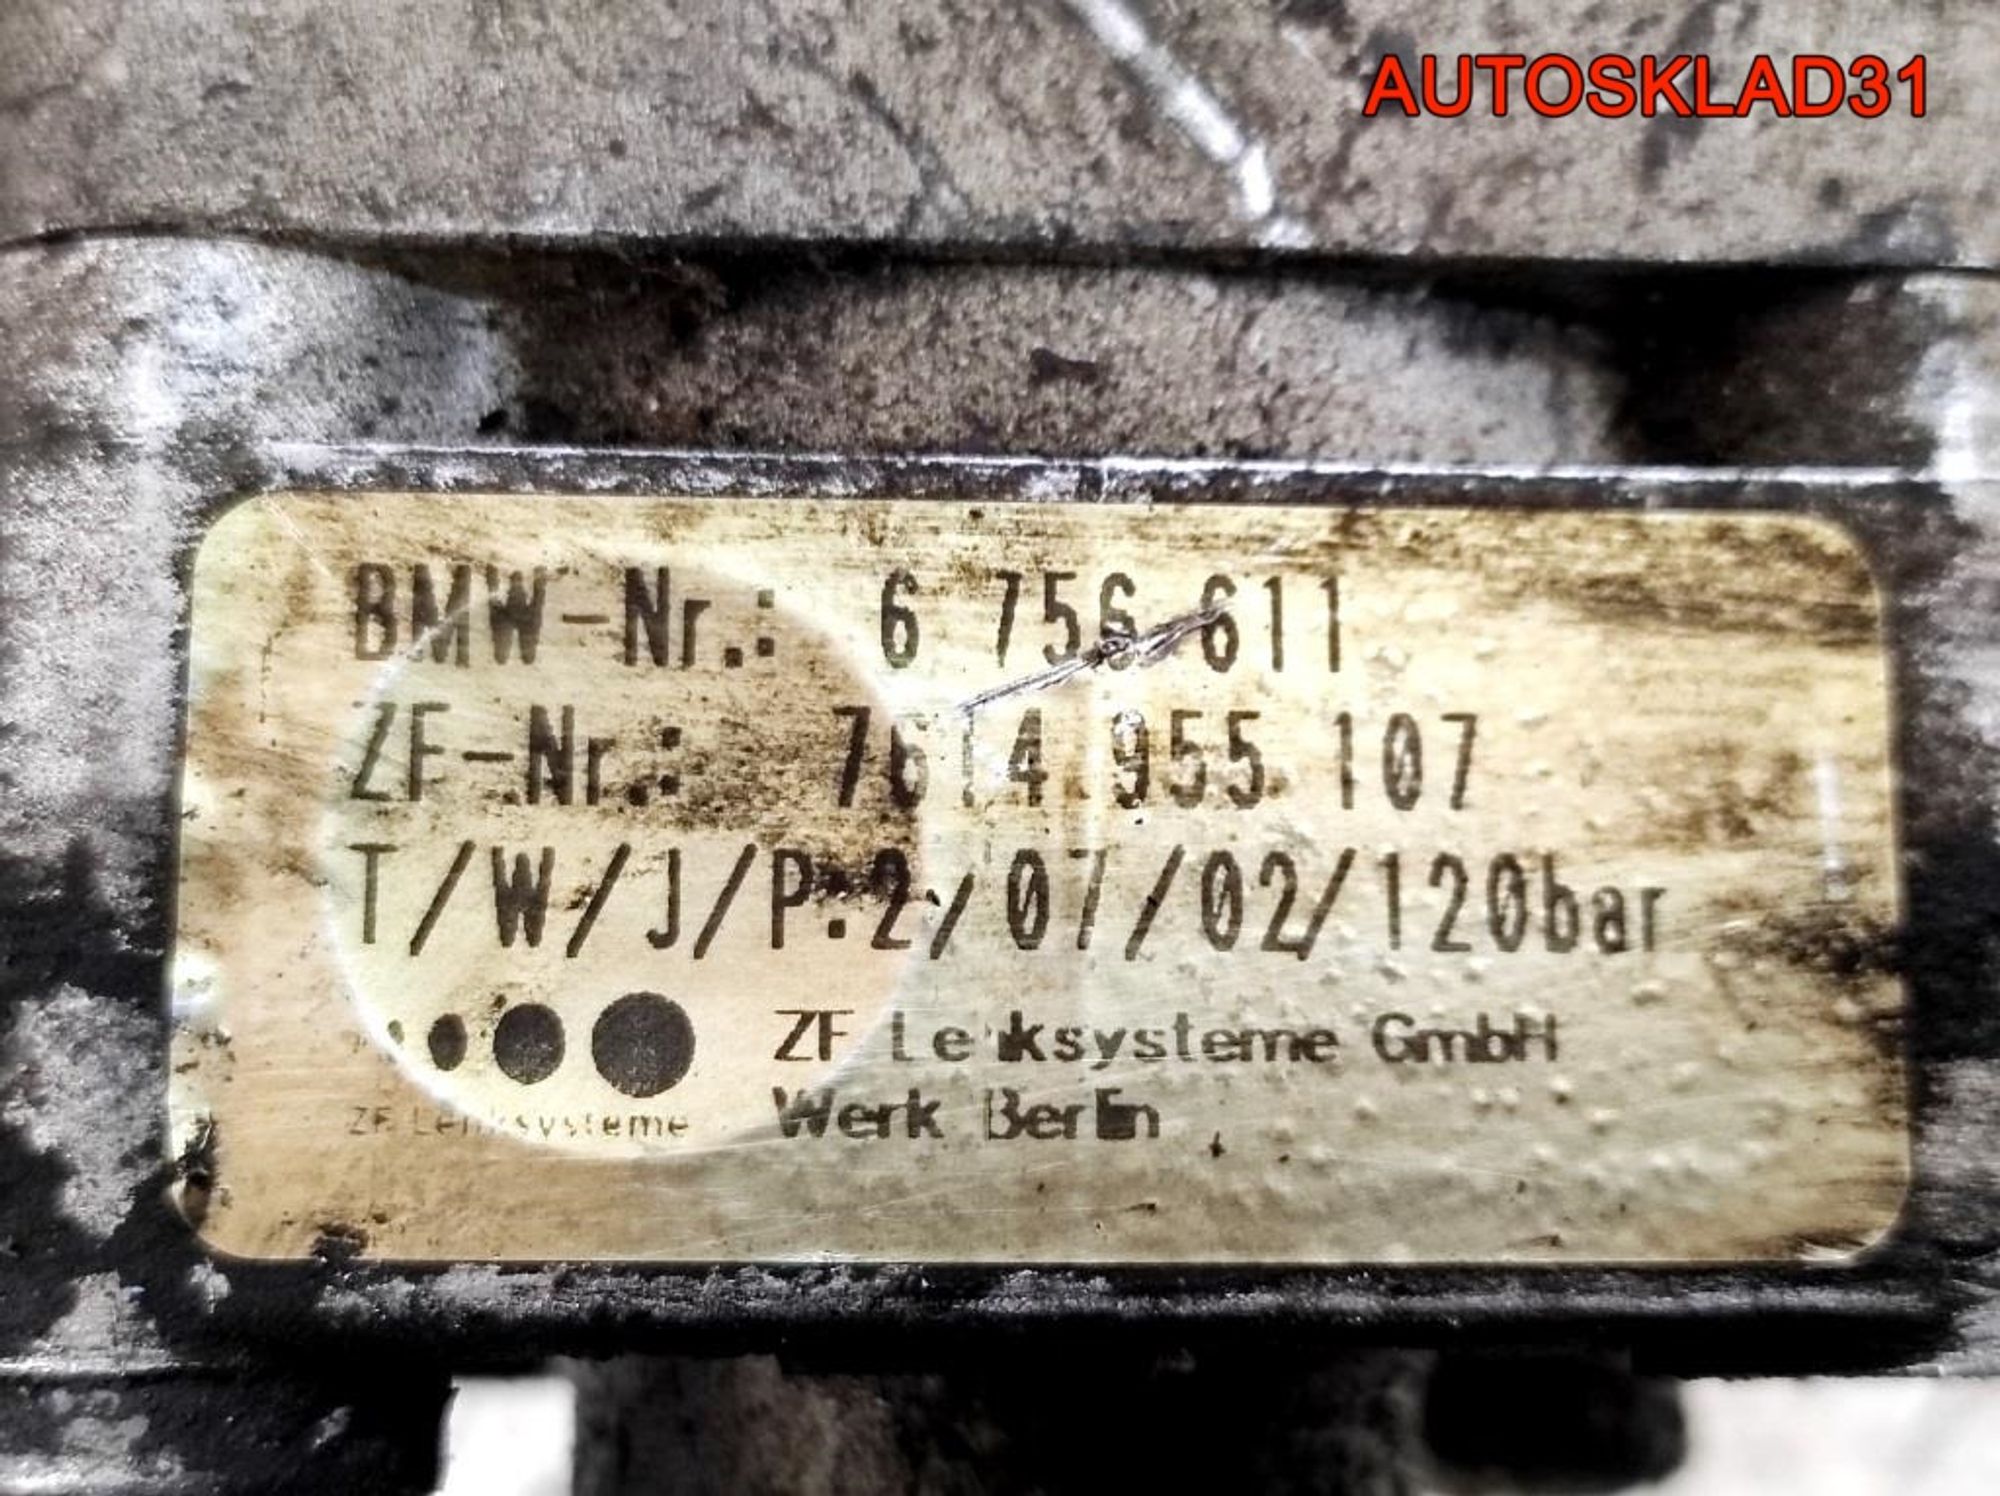 AUTOSKLAD31
BMW-Nr.: 6 756 611
ZF-Nr.: 7614 955 107
T/W/J/P.:2/07/02/120bar
ZF Lenksysteme GmbH
Werk Berlin
ZF Lenksysteme